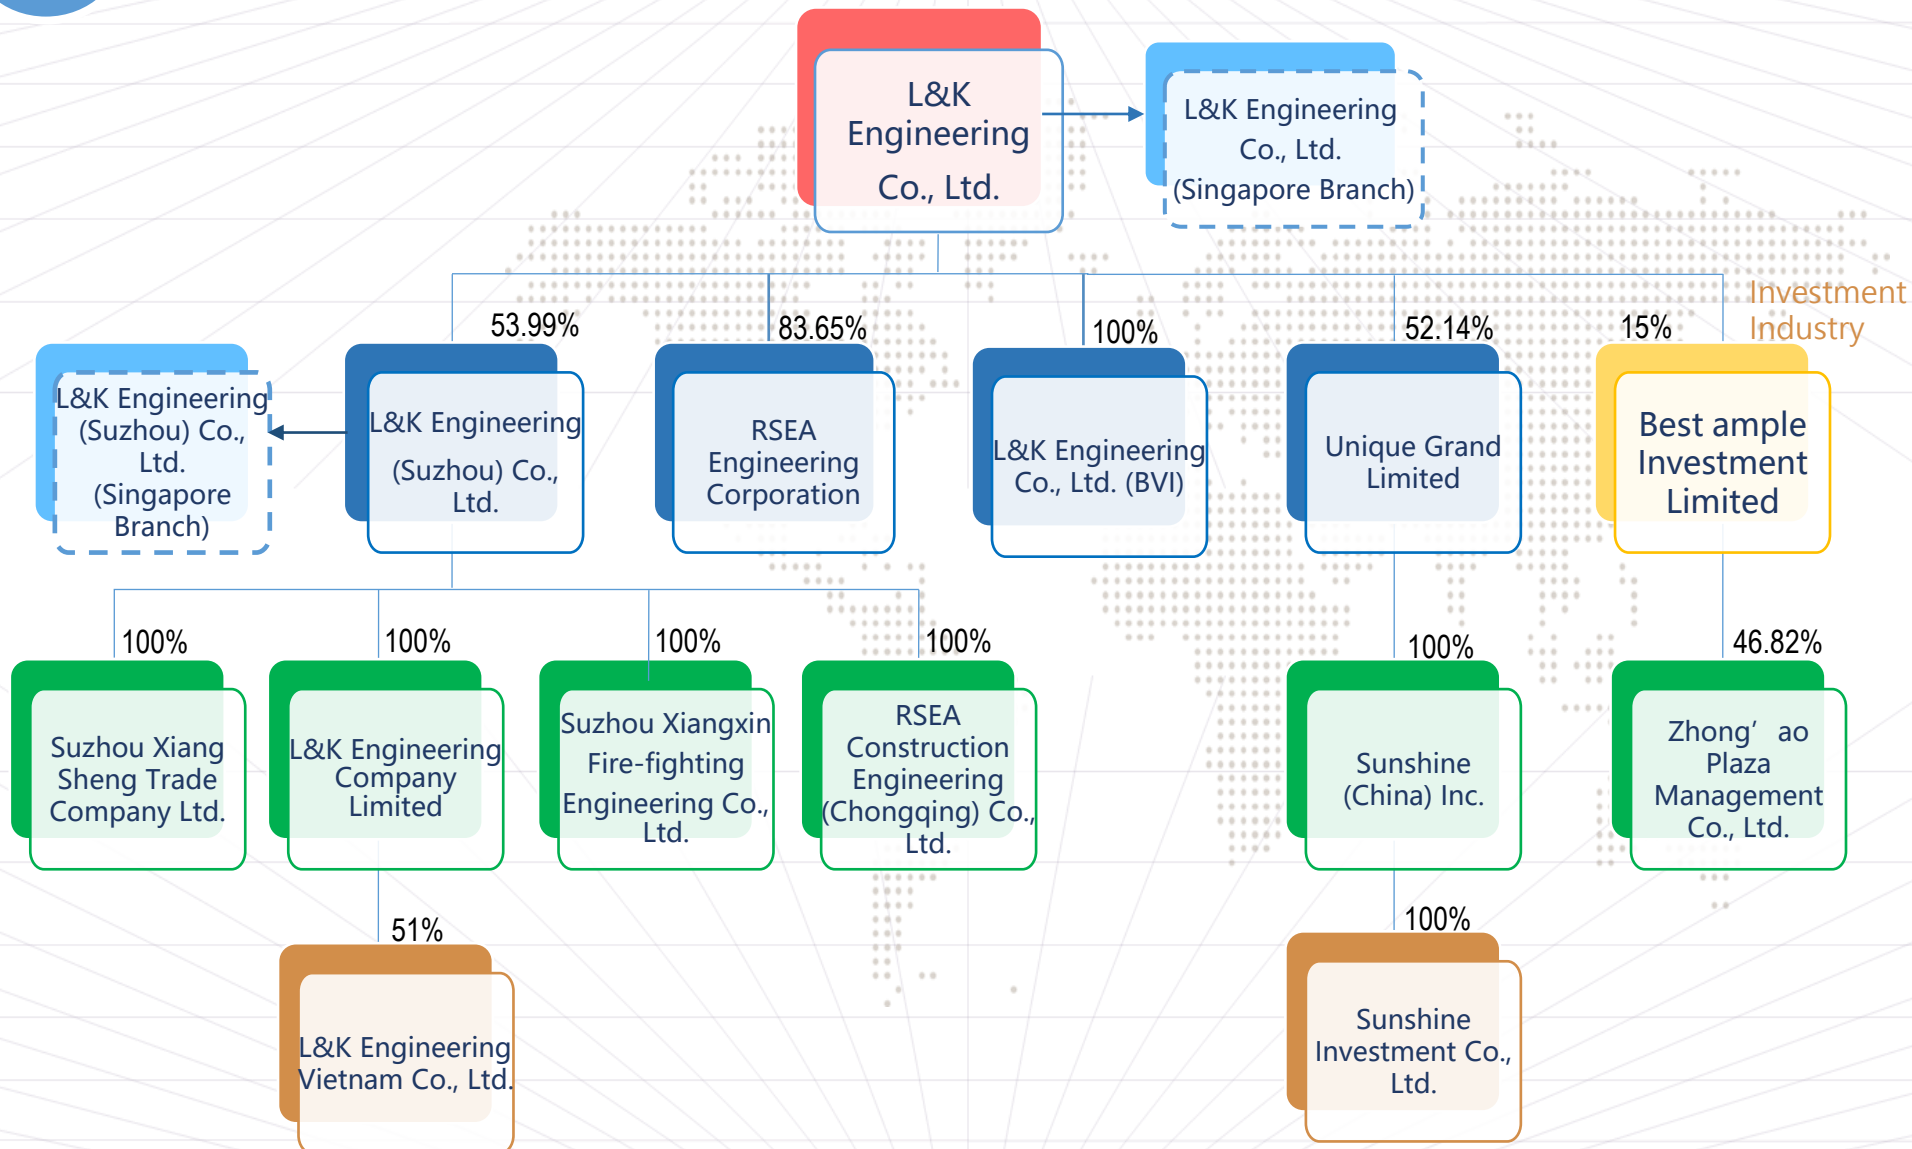 L&K
Engineering
Co., Ltd.
L&K Engineering
Co., Ltd.
(Singapore Branch)
Investment
Industry
53.99%
83.65%
100%
52.14%
15%
L&K Engineering
(Suzhou) Co.,
Ltd.
(Singapore
Branch)
L&K Engineering
(Suzhou) Co.,
Ltd.
RSEA
Engineering
Corporation
L&K Engineering
Co., Ltd. (BVI)
Unique Grand
Limited
Best ample
Investment
Limited
100%
100%
100%
100%
100%
46.82%
Suzhou Xiang
Sheng Trade
Company Ltd.
L&K Engineering
Company
Limited
Suzhou Xiangxin
Fire-fighting
Engineering Co.,
Ltd.
RSEA
Construction
Engineering
(Chongqing) Co.,
Ltd.
Sunshine
(China) Inc.
Zhong’ao
Plaza
Management
Co., Ltd.
51%
100%
L&K Engineering
Vietnam Co., Ltd.
Sunshine
Investment Co.,
Ltd.